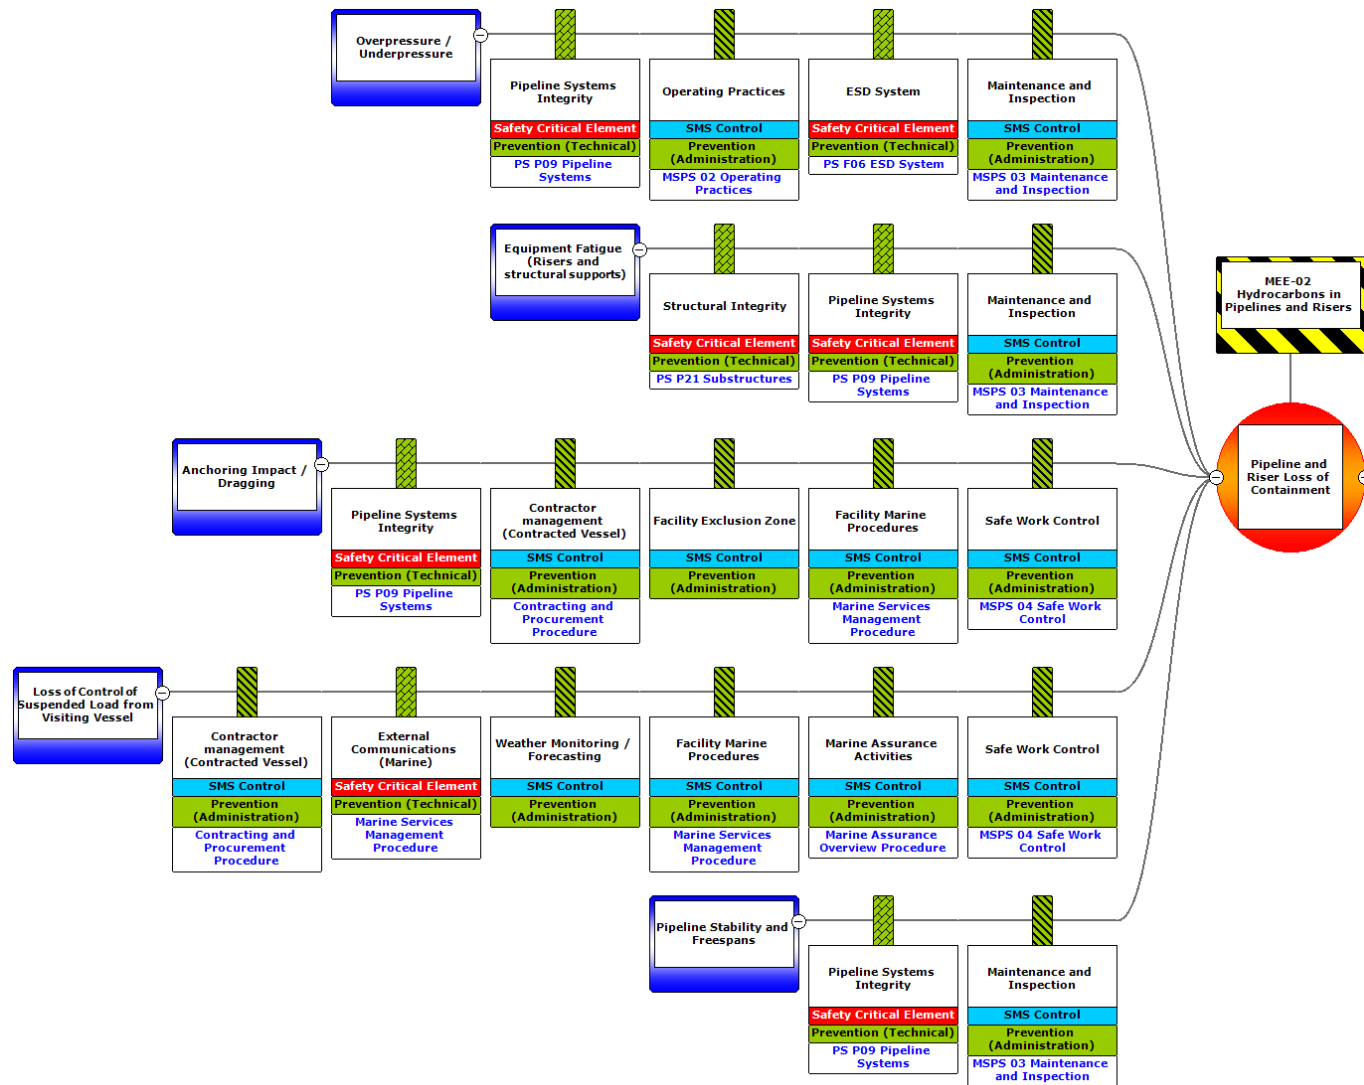 Overpressure /
Underpressure
Pipeline Systems
Integrity
Safety Critical Element
Prevention (Technical)
PS P09 Pipeline
Systems
Operating Practices
SMS Control
Prevention
(Administration)
MSPS 02 Operating
Practices
ESD System
Safety Critical Element
Prevention (Technical)
PS F06 ESD System
Maintenance and
Inspection
SMS Control
Prevention
(Administration)
MSPS 03 Maintenance
and Inspection
Equipment Fatigue
(Risers and
structural supports)
Structural Integrity
Safety Critical Element
Prevention (Technical)
PS P21 Substructures
Pipeline Systems
Integrity
Safety Critical Element
Prevention (Technical)
PS P09 Pipeline
Systems
Maintenance and
Inspection
SMS Control
Prevention
(Administration)
MSPS 03 Maintenance
and Inspection
MEE-02
Hydrocarbons in
Pipelines and Risers
Pipeline and
Riser Loss of
Containment
Anchoring Impact /
Dragging
Pipeline Systems
Integrity
Safety Critical Element
Prevention (Technical)
PS P09 Pipeline
Systems
Contractor
management
(Contracted Vessel)
SMS Control
Prevention
(Administration)
Contracting and
Procurement
Procedure
Facility Exclusion Zone
SMS Control
Prevention
(Administration)
Facility Marine
Procedures
SMS Control
Prevention
(Administration)
Marine Services
Management
Procedure
Safe Work Control
SMS Control
Prevention
(Administration)
MSPS 04 Safe Work
Control
Loss of Control of
Suspended Load from
Visiting Vessel
Contractor
management
(Contracted Vessel)
SMS Control
Prevention
(Administration)
Contracting and
Procurement
Procedure
External
Communications
(Marine)
Safety Critical Element
Prevention (Technical)
Marine Services
Management
Procedure
Weather Monitoring /
Forecasting
SMS Control
Prevention
(Administration)
Facility Marine
Procedures
SMS Control
Prevention
(Administration)
Marine Services
Management
Procedure
Marine Assurance
Activities
SMS Control
Prevention
(Administration)
Marine Assurance
Overview Procedure
Safe Work Control
SMS Control
Prevention
(Administration)
MSPS 04 Safe Work
Control
Pipeline Stability and
Freespans
Pipeline Systems
Integrity
Safety Critical Element
Prevention (Technical)
PS P09 Pipeline
Systems
Maintenance and
Inspection
SMS Control
Prevention
(Administration)
MSPS 03 Maintenance
and Inspection